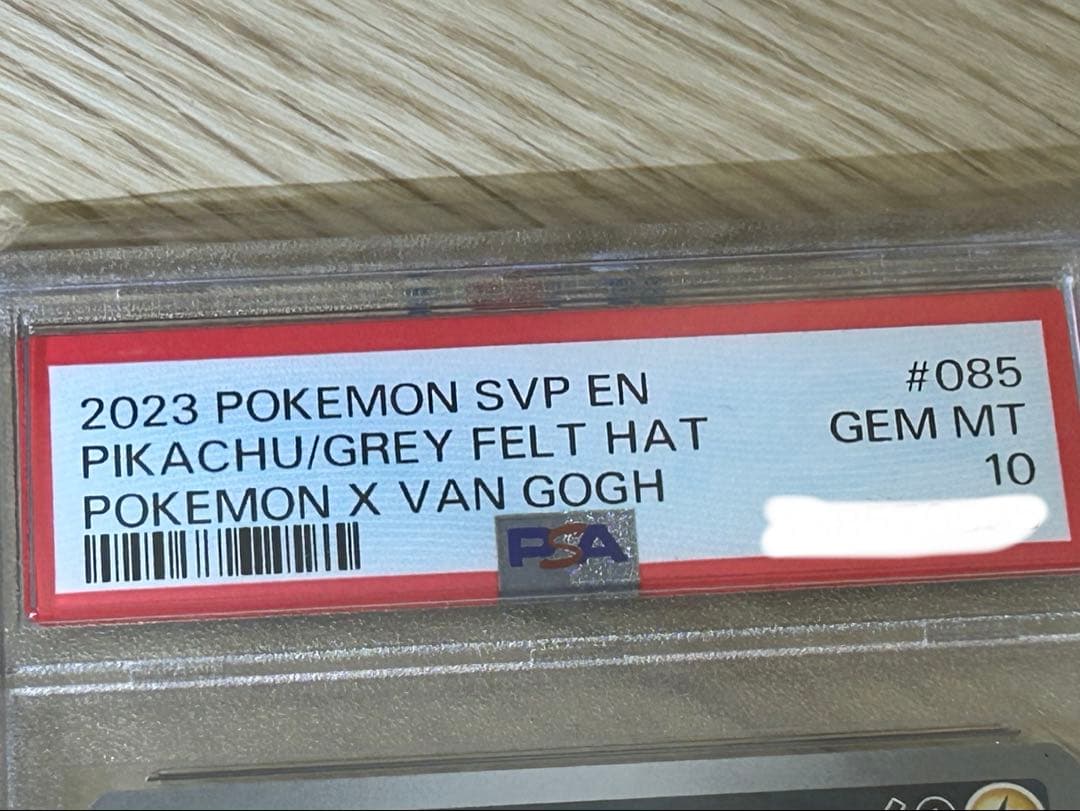 2023 POKEMON SVP EN
#085
PIKACHU/GREY FELT HAT
GEM MT
POKEMON X VAN GOGH
10
PSA